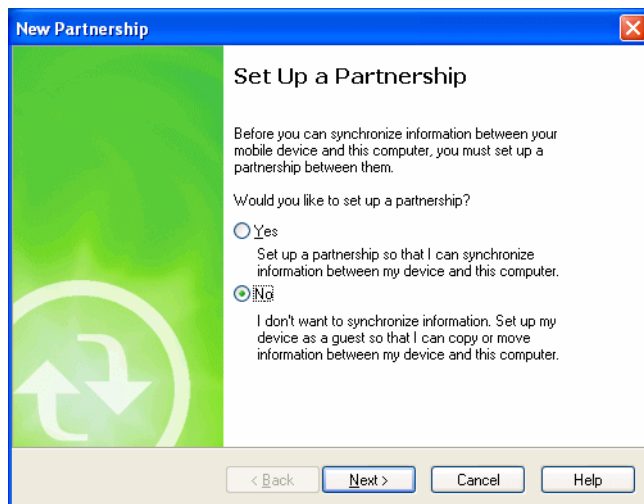 New Partnership
Set Up a Partnership
Before you can synchronize information between your
mobile device and this computer, you must set up a
partnership between them.
Would you like to set up a partnership?
Yes
Set up a partnership so that I can synchronize
information between my device and this computer.
No
I don't want to synchronize information. Set up my
device as a guest so that I can copy or move
information between my device and this computer.
< Back Next > Cancel Help